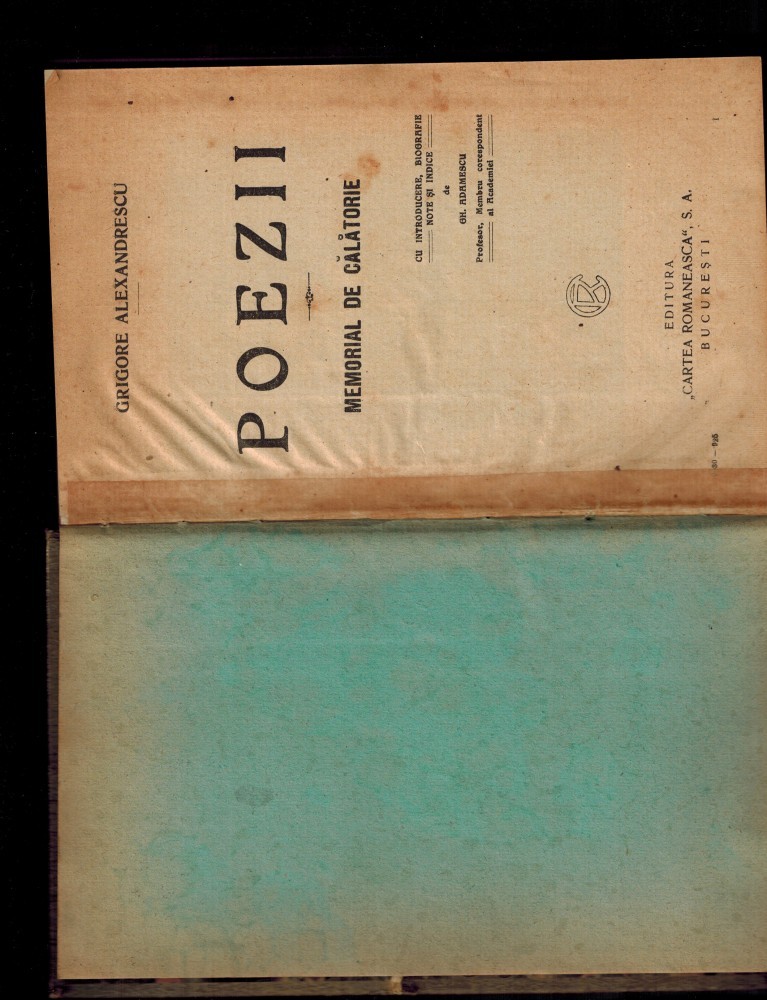 GRIGORE ALEXANDRESCU
POEZII
MEMORIAL DE CĂLĂTORIE
CU INTRODUCERE, BIOGRAFIE
NOTE ȘI INDICE
de
GH. ADAMESCU
Profesor, Membru corespondent
al Academiei
EDITURA
„CARTEA ROMANEASCA“, S. A.
BUCUREȘTI